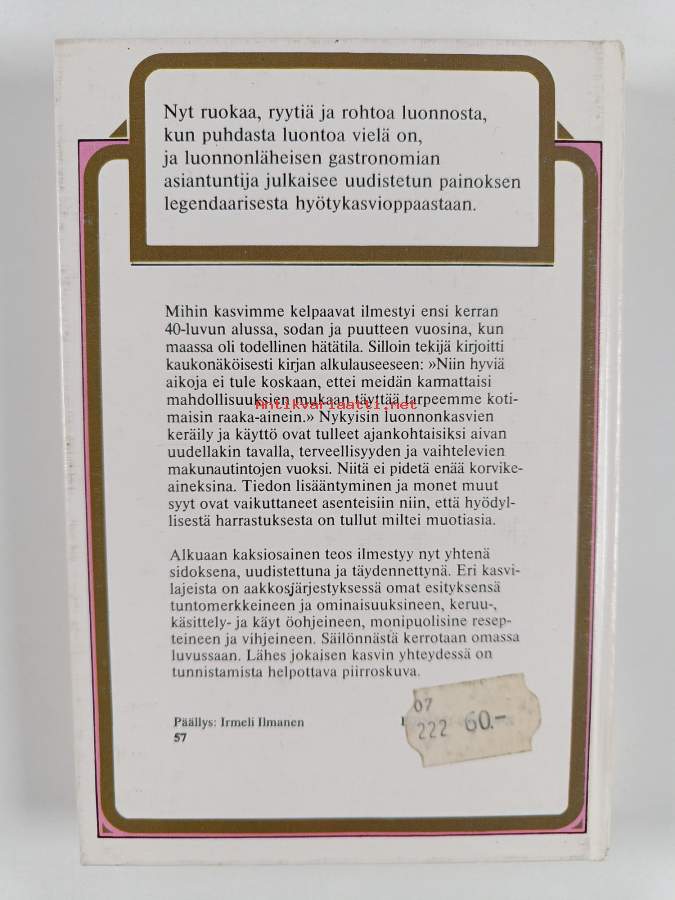 Nyt ruokaa, ryytiä ja rohtoa luonnosta,
kun puhdasta luontoa vielä on,
ja luonnonläheisen gastronomian
asiantuntija julkaisee uudistetun painoksen
legendaarisesta hyötykasvioppaastaan.
Mihin kasvimme kelpaavat ilmestyi ensi kerran
40-luvun alussa, sodan ja puutteen vuosina, kun
maassa oli todellinen hätätila. Silloin tekijä kirjoitti
kaukonäköisesti kirjan alkulauseeseen: »Niin hyviä
aikoja ei tule koskaan, ettei meidän kannattaisi
mahdollisuuksien mukaan täyttää tarpeemme koti-
Antikvariaatti.net
maisin raaka-ainein.» Nykyisin luonnonkasvien
keräily ja käyttö ovat tulleet ajankohtaisiksi aivan
uudellakin tavalla, terveellisyyden ja vaihtelevien
makunautintojen vuoksi. Niitä ei pidetä enää korvike-
aineksina. Tiedon lisääntyminen ja monet muut
syyt ovat vaikuttaneet asenteisiin niin, että hyödyl-
lisestä harrastuksesta on tullut miltei muotiasia.
Alkuaan kaksiosainen teos ilmestyy nyt yhtenä
sidoksena, uudistettuna ja täydennettynä. Eri kasvi-
lajeista on aakkosjärjestyksessä omat esityksensä
tuntomerkkeineen ja ominaisuuksineen, keruu-,
käsittely- ja käyt öohjeineen, monipuolisine resep-
teineen ja vihjeineen. Säilönnästä kerrotaan omassa
luvussaan. Lähes jokaisen kasvin yhteydessä on
tunnistamista helpottava piirroskuva.
Päällys: Irmeli Ilmanen
57
07
222 60.-